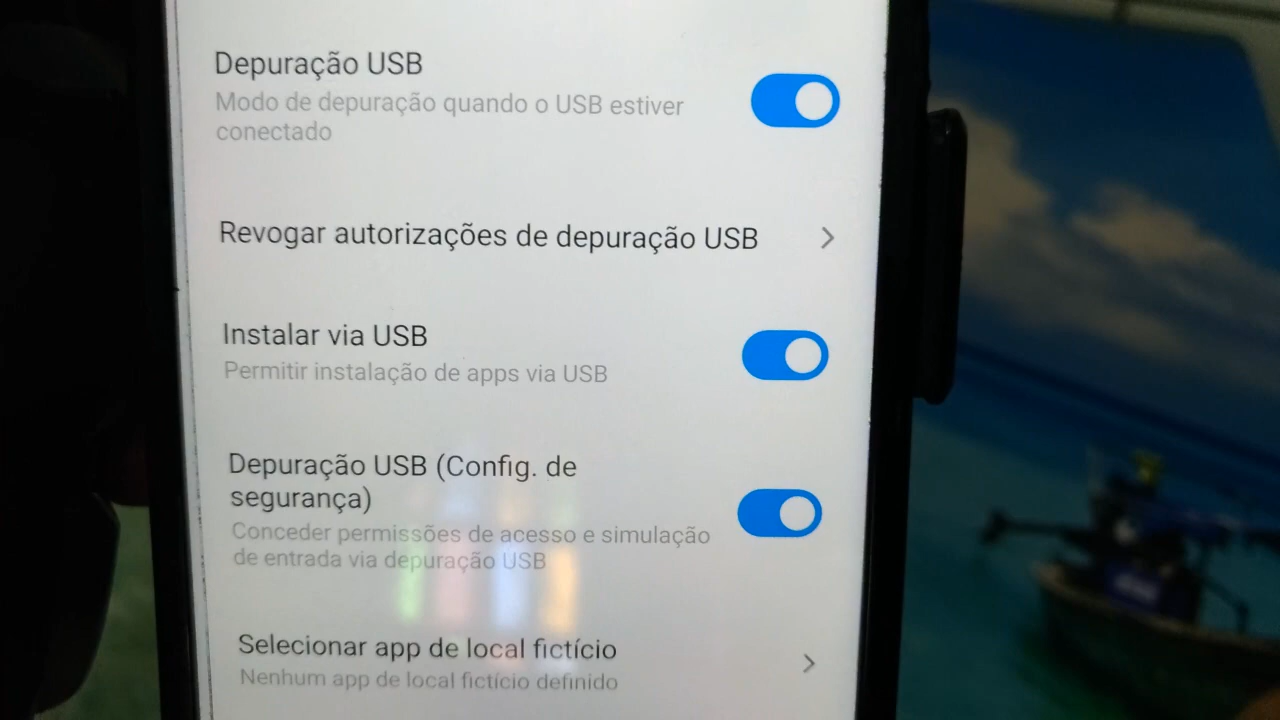 Depuração USB
Modo de depuração quando o USB estiver
conectado
Revogar autorizações de depuração USB
Instalar via USB
Permitir instalação de apps via USB
Depuração USB (Config. de
segurança)
Conceder permissões de acesso e simulação
de entrada via depuração USB
Selecionar app de local fictício
Nenhum app de local fictício definido